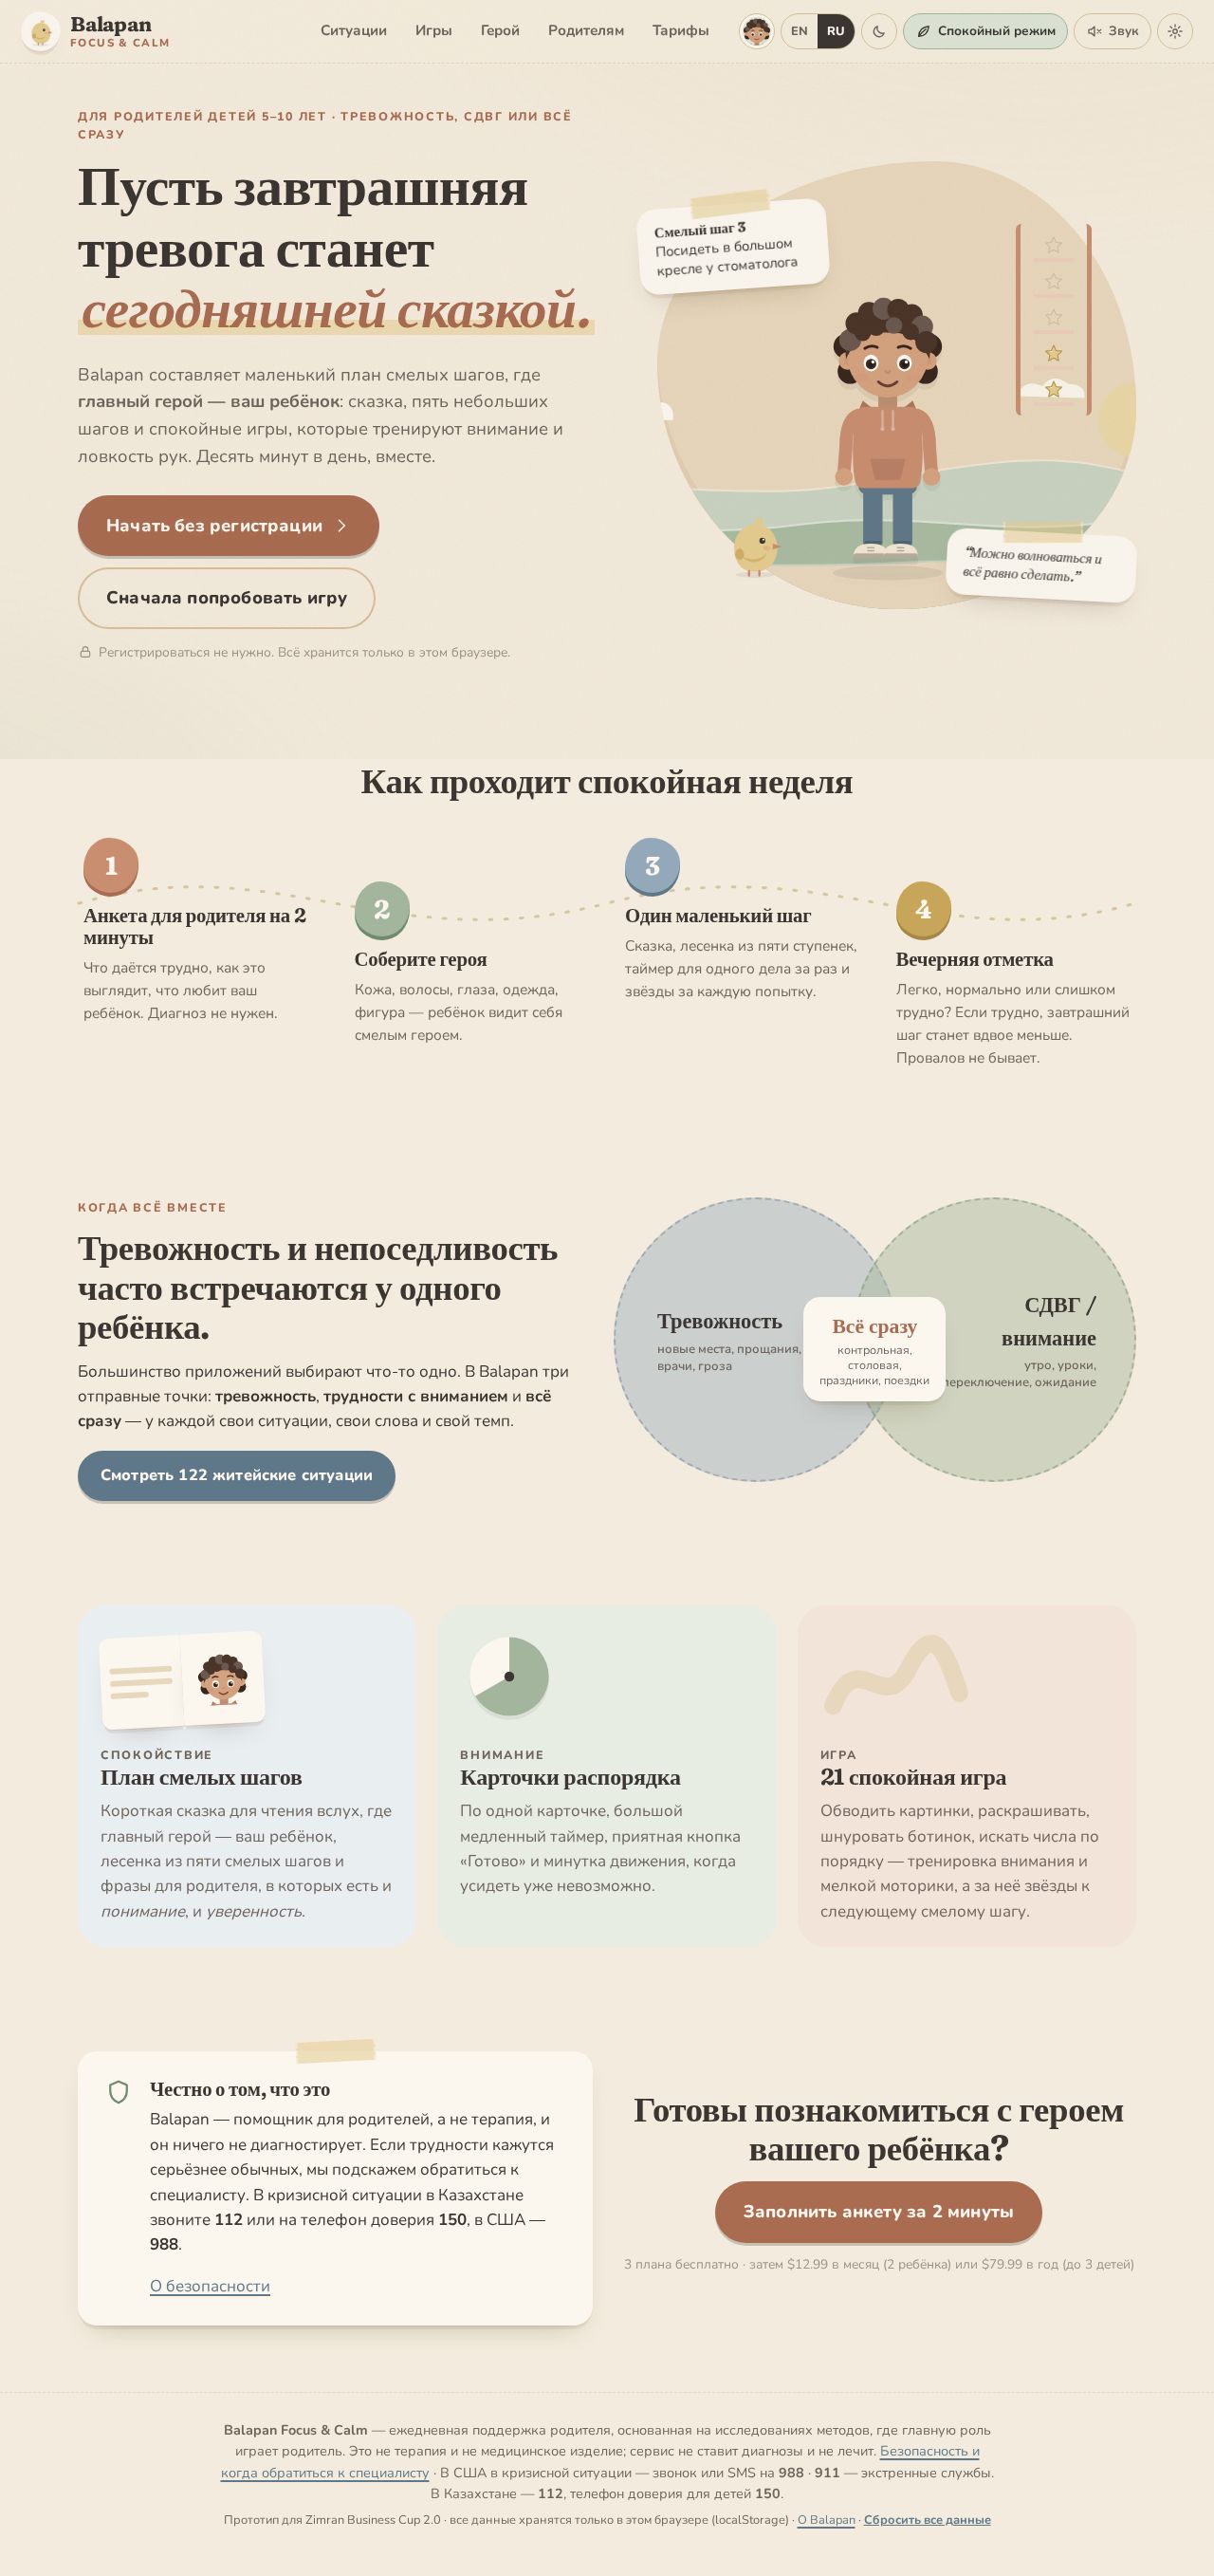 Balapan
FOCUS & CALM
Ситуации
Игры
Герой
Родителям
Тарифы
EN
RU
Спокойный режим
Звук
ДЛЯ РОДИТЕЛЕЙ ДЕТЕЙ 5–10 ЛЕТ · ТРЕВОЖНОСТЬ, СДВГ ИЛИ ВСЁ
СРАЗУ
Пусть завтрашняя
тревога станет
сегодняшней сказкой.
Balapan составляет маленький план смелых шагов, где
главный герой — ваш ребёнок: сказка, пять небольших
шагов и спокойные игры, которые тренируют внимание и
ловкость рук. Десять минут в день, вместе.
Начать без регистрации
Сначала попробовать игру
Регистрироваться не нужно. Всё хранится только в этом браузере.
Смелый шаг 3
Посидеть в большом
кресле у стоматолога
“Можно волноваться и
всё равно сделать.”
Как проходит спокойная неделя
1
Анкета для родителя на 2
минуты
Что даётся трудно, как это
выглядит, что любит ваш
ребёнок. Диагноз не нужен.
2
Соберите героя
Кожа, волосы, глаза, одежда,
фигура — ребёнок видит себя
смелым героем.
3
Один маленький шаг
Сказка, лесенка из пяти ступенек,
таймер для одного дела за раз и
звёзды за каждую попытку.
4
Вечерняя отметка
Легко, нормально или слишком
трудно? Если трудно, завтрашний
шаг станет вдвое меньше.
Провалов не бывает.
КОГДА ВСЁ ВМЕСТЕ
Тревожность и непоседливость
часто встречаются у одного
ребёнка.
Большинство приложений выбирают что-то одно. В Balapan три
отправные точки: тревожность, трудности с вниманием и всё
сразу — у каждой свои ситуации, свои слова и свой темп.
Смотреть 122 житейские ситуации
Тревожность
новые места, прощания,
врачи, гроза
Всё сразу
контрольная,
столовая,
праздники, поездки
СДВГ /
внимание
утро, уроки,
переключение, ожидание
СПОКОЙСТВИЕ
План смелых шагов
Короткая сказка для чтения вслух, где
главный герой — ваш ребёнок,
лесенка из пяти смелых шагов и
фразы для родителя, в которых есть и
понимание, и уверенность.
ВНИМАНИЕ
Карточки распорядка
По одной карточке, большой
медленный таймер, приятная кнопка
«Готово» и минутка движения, когда
усидеть уже невозможно.
ИГРА
21 спокойная игра
Обводить картинки, раскрашивать,
шнуровать ботинок, искать числа по
порядку — тренировка внимания и
мелкой моторики, а за неё звёзды к
следующему смелому шагу.
Честно о том, что это
Balapan — помощник для родителей, а не терапия, и
он ничего не диагностирует. Если трудности кажутся
серьёзнее обычных, мы подскажем обратиться к
специалисту. В кризисной ситуации в Казахстане
звоните 112 или на телефон доверия 150, в США —
988.
О безопасности
Готовы познакомиться с героем
вашего ребёнка?
Заполнить анкету за 2 минуты
3 плана бесплатно · затем $12.99 в месяц (2 ребёнка) или $79.99 в год (до 3 детей)
Balapan Focus & Calm — ежедневная поддержка родителя, основанная на исследованиях методов, где главную роль
играет родитель. Это не терапия и не медицинское изделие; сервис не ставит диагнозы и не лечит. Безопасность и
когда обратиться к специалисту · В США в кризисной ситуации — звонок или SMS на 988 · 911 — экстренные службы.
В Казахстане — 112, телефон доверия для детей 150.
Прототип для Zimran Business Cup 2.0 · все данные хранятся только в этом браузере (localStorage) · О Balapan · Сбросить все данные